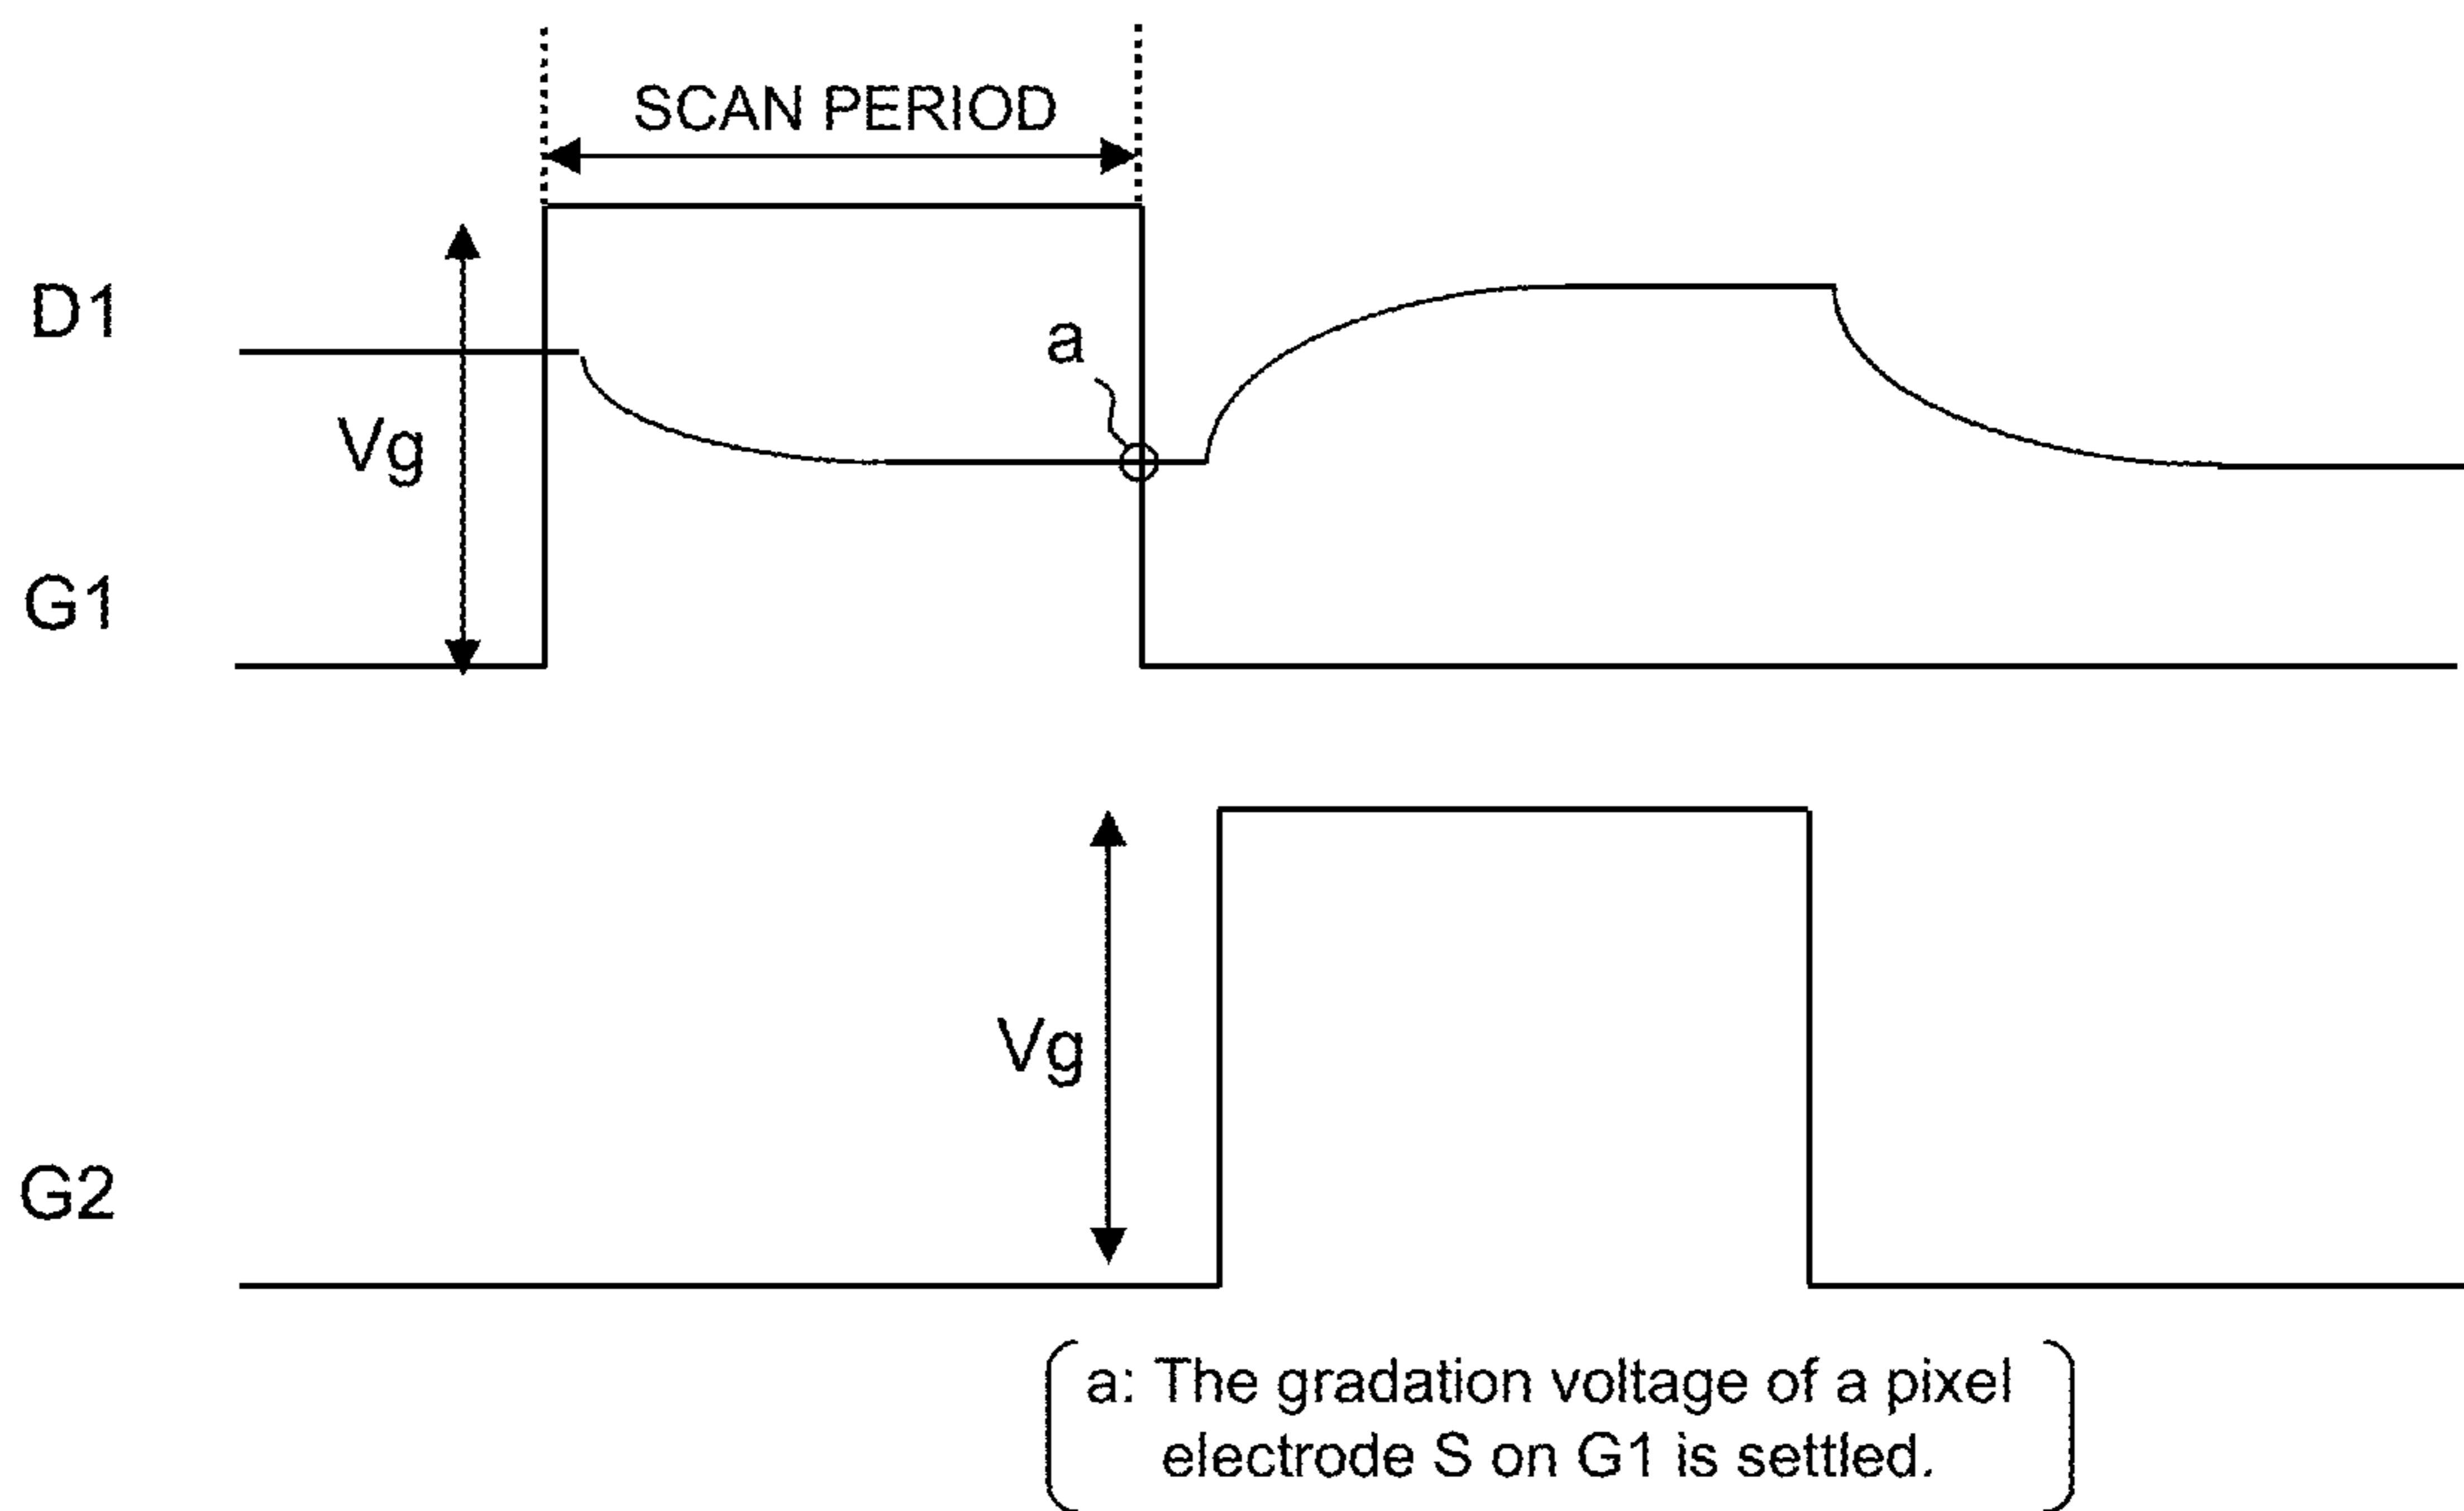 SCAN PERIOD
D1
a
Vg
G1
Vg
G2
a: The gradation voltage of a pixel
electrode S on G1 is settled.